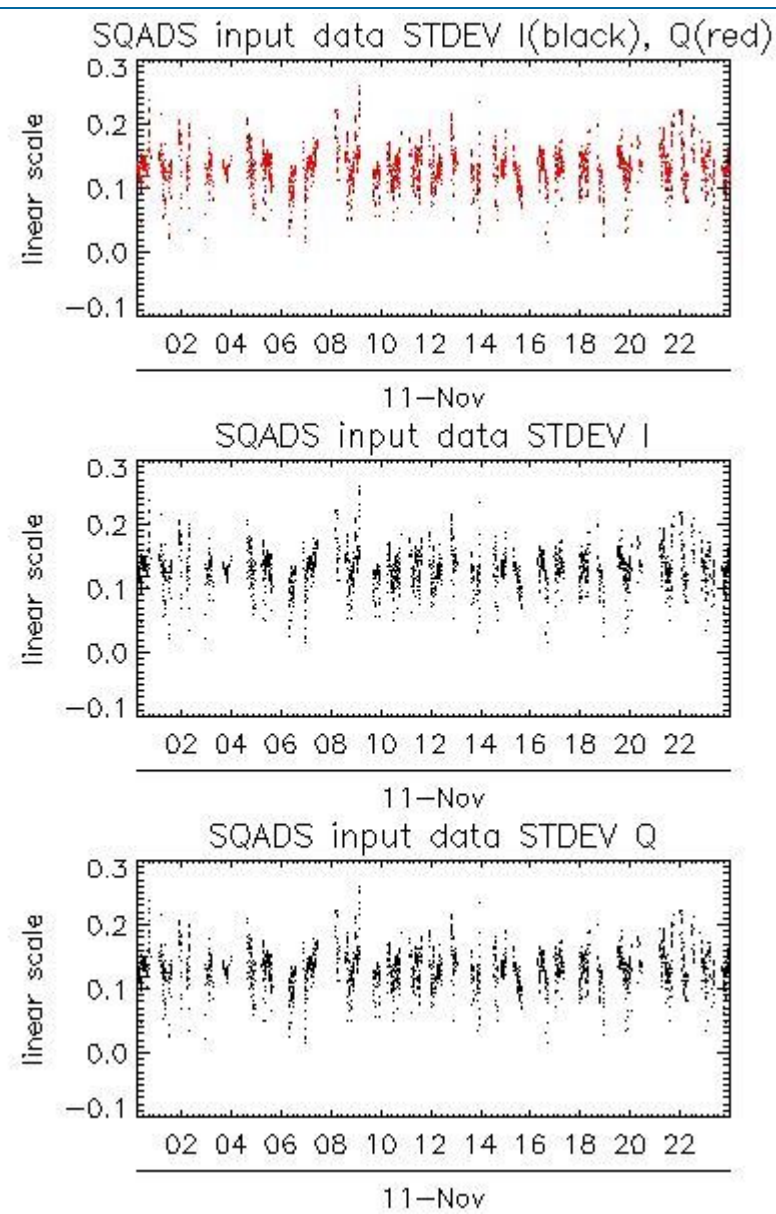 SQADS input data STDEV I(black), Q(red)
0.3
0.2
0.1
0.0
−0.1
linear scale
02 04 06 08 10 12 14 16 18 20 22
11−Nov
SQADS input data STDEV I
0.3
0.2
0.1
0.0
−0.1
linear scale
02 04 06 08 10 12 14 16 18 20 22
11−Nov
SQADS input data STDEV Q
0.3
0.2
0.1
0.0
−0.1
linear scale
02 04 06 08 10 12 14 16 18 20 22
11−Nov